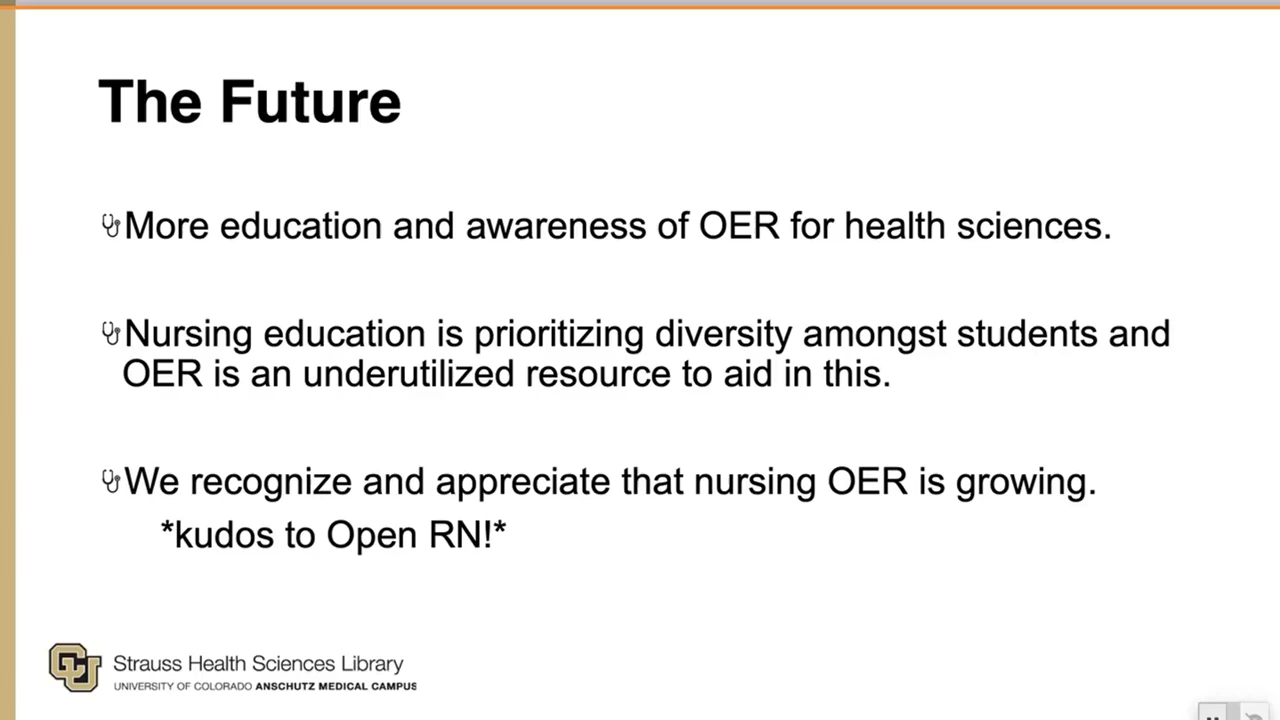 The Future
More education and awareness of OER for health sciences.
Nursing education is prioritizing diversity amongst students and
OER is an underutilized resource to aid in this.
We recognize and appreciate that nursing OER is growing.
*kudos to Open RN!*
CU Strauss Health Sciences Library
UNIVERSITY OF COLORADO ANSCHUTZ MEDICAL CAMPUS